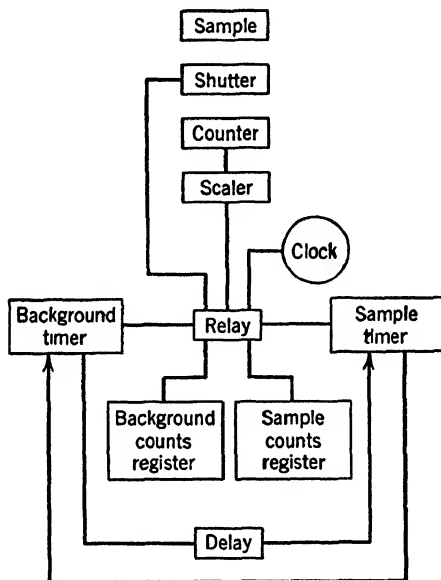 Sample
Shutter
Counter
Scaler
Clock
Background
timer
Relay
Sample
timer
Background
counts
register
Sample
counts
register
Delay